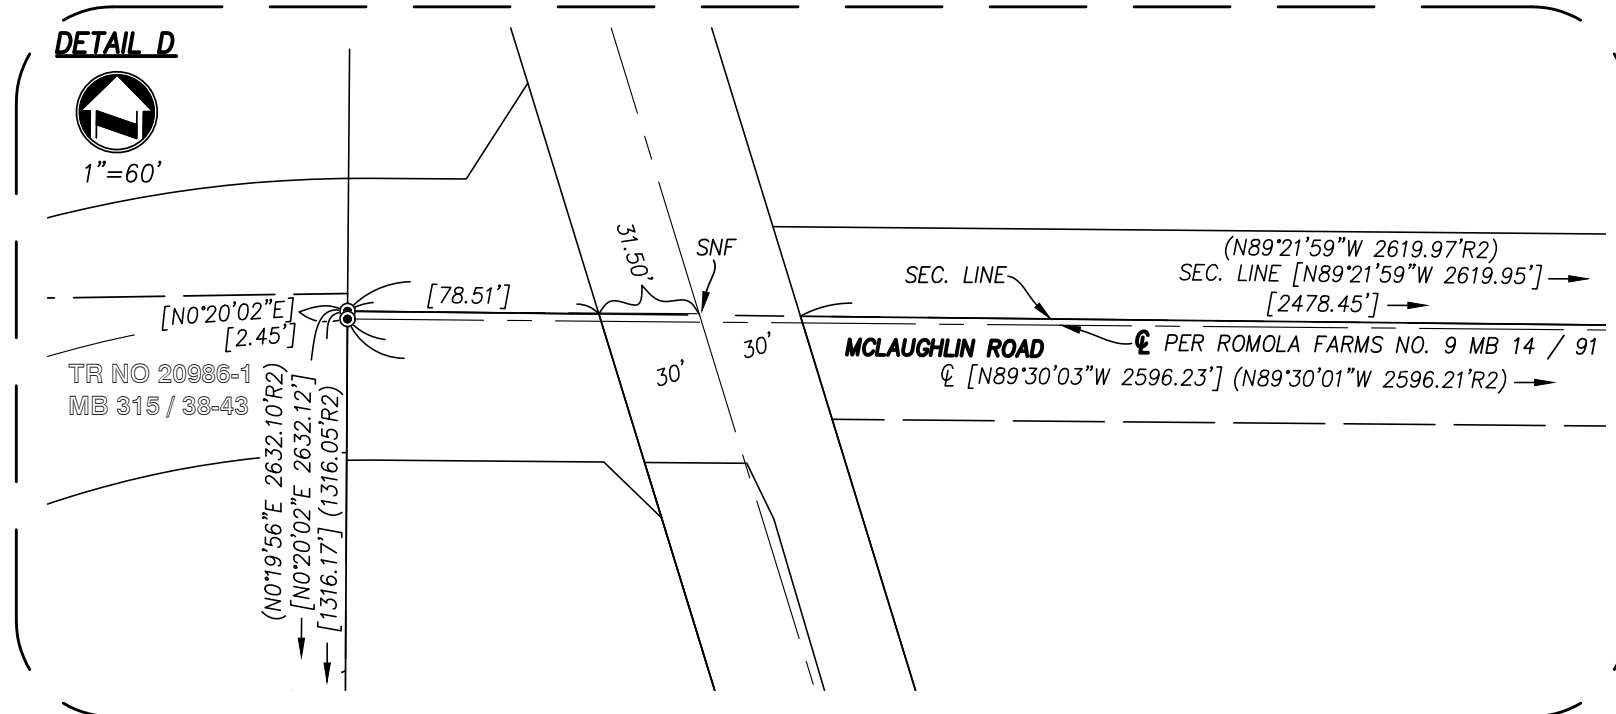 DETAIL D
1"=60'
31.50'
SNF
(N89°21'59"W 2619.97'R2)
SEC. LINE
SEC. LINE [N89°21'59"W 2619.95']
[78.51']
[2478.45']
[N0°20'02"E]
[2.45']
30'
30'
MCLAUGHLIN ROAD
℄ PER ROMOLA FARMS NO. 9 MB 14 / 91
℄ [N89°30'03"W 2596.23'] (N89°30'01"W 2596.21'R2)
TR NO 20986-1
MB 315 / 38-43
(N0°19'56"E 2632.10'R2)
[N0°20'02"E 2632.12']
[1316.17'] (1316.05'R2)